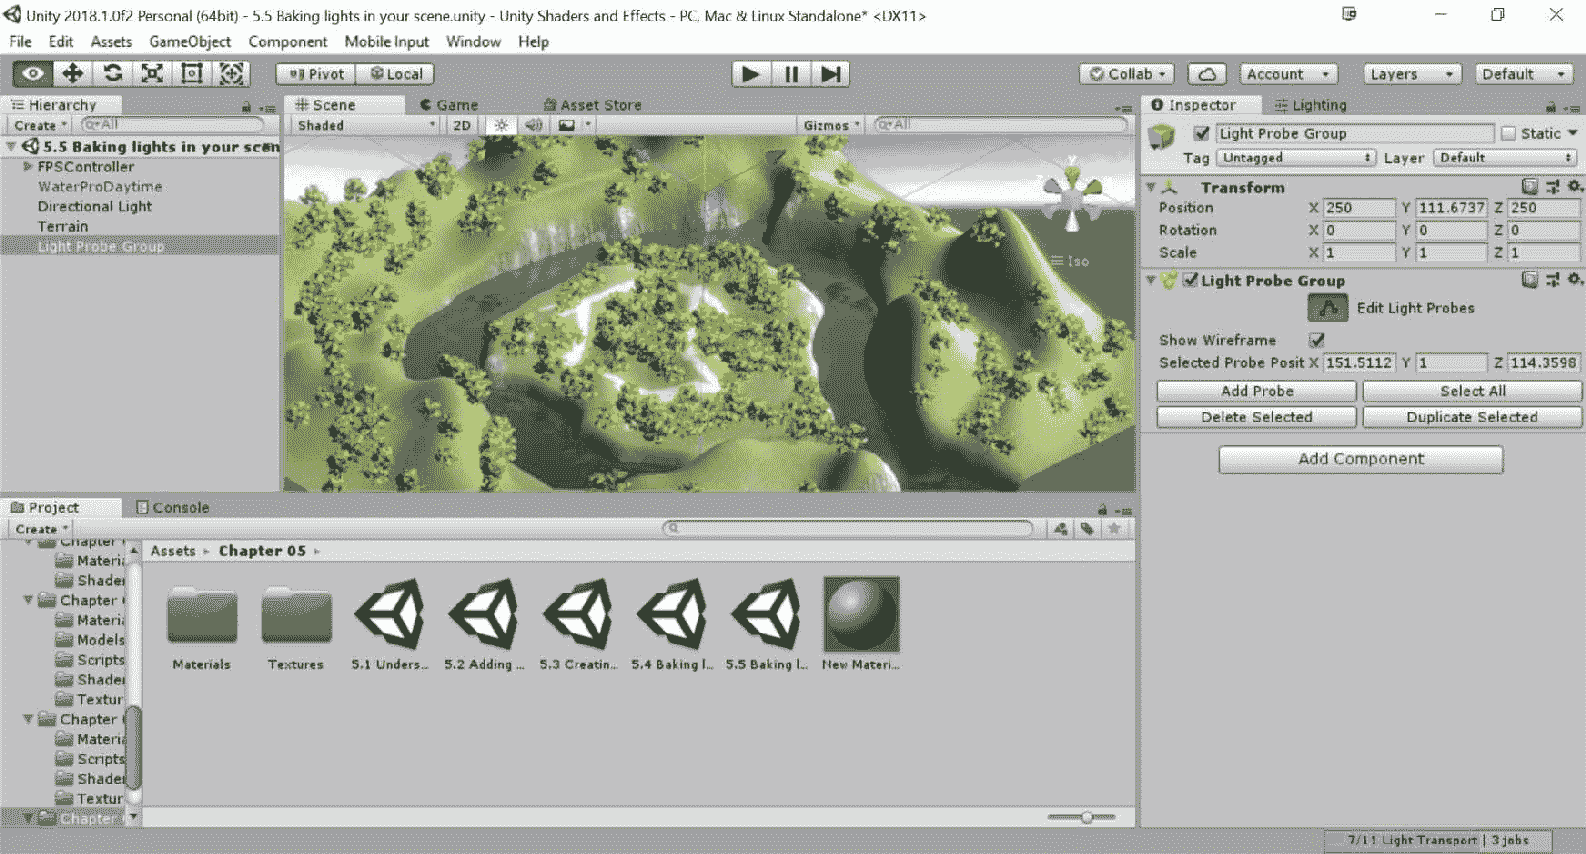 Unity 2018.1.0f2 Personal (64bit) - 5.5 Baking lights in your scene.unity - Unity Shaders and Effects - PC, Mac & Linux Standalone* <DX11>
File Edit Assets GameObject Component Mobile Input Window Help
Pivot Local Collab Account Layers Default
Hierarchy
Create All
5.5 Baking lights in your scen
FPSController
WaterProDaytime
Directional Light
Terrain
Light Probe Group
Scene Game Asset Store
Shaded 2D Gizmos All
Iso
Inspector Lighting
Light Probe Group Static
Tag Untagged Layer Default
Transform
Position X 250 Y 111.6737 Z 250
Rotation X 0 Y 0 Z 0
Scale X 1 Y 1 Z 1
Light Probe Group
Edit Light Probes
Show Wireframe
Selected Probe Posit X 151.5112 Y 1 Z 114.3598
Add Probe Select All
Delete Selected Duplicate Selected
Add Component
Project Console
Create
Chapter
Materia
Shader
Chapter
Materia
Models
Scripts
Shader
Textur
Chapter
Materia
Scripts
Shader
Textur
Chapter
Assets Chapter 05
Materials Textures 5.1 Unders... 5.2 Adding ... 5.3 Creatin... 5.4 Baking l... 5.5 Baking l... New Materi...
7/11 Light Transport | 3 jobs